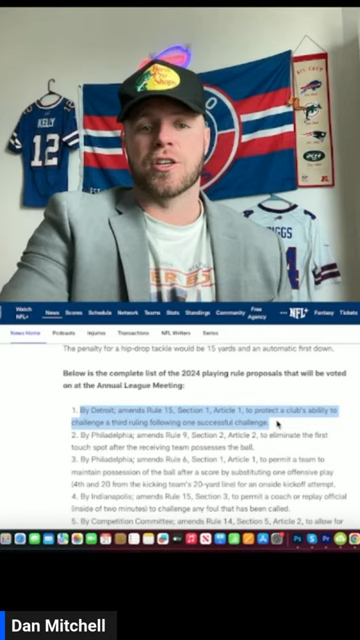 AFC EAST
KELLY
12
Bass
Pro Shops
EST
NEW YORK
JETS
IGGS
4
Watch
NFL+
News
Scores
Schedule
Network
Teams
Stats
Standings
Community
Free
Agency
NFL+
Fantasy
Tickets
News Home
Podcasts
Injuries
Transactions
NFL Writers
Series
The penalty for a hip-drop tackle would be 15 yards and an automatic first down.
Below is the complete list of the 2024 playing rule proposals that will be voted
on at the Annual League Meeting:
1. By Detroit; amends Rule 15, Section 1, Article 1, to protect a club's ability to
challenge a third ruling following one successful challenge.
2. By Philadelphia; amends Rule 9, Section 2, Article 2, to eliminate the first
touch spot after the receiving team possesses the ball.
3. By Philadelphia; amends Rule 6, Section 1, Article 1, to permit a team to
maintain possession of the ball after a score by substituting one offensive play
(4th and 20 from the kicking team's 20-yard line) for an onside kickoff attempt.
4. By Indianapolis; amends Rule 15, Section 3, to permit a coach or replay official
(inside of two minutes) to challenge any foul that has been called.
5. By Competition Committee; amends Rule 14, Section 5, Article 2, to allow for
Dan Mitchell